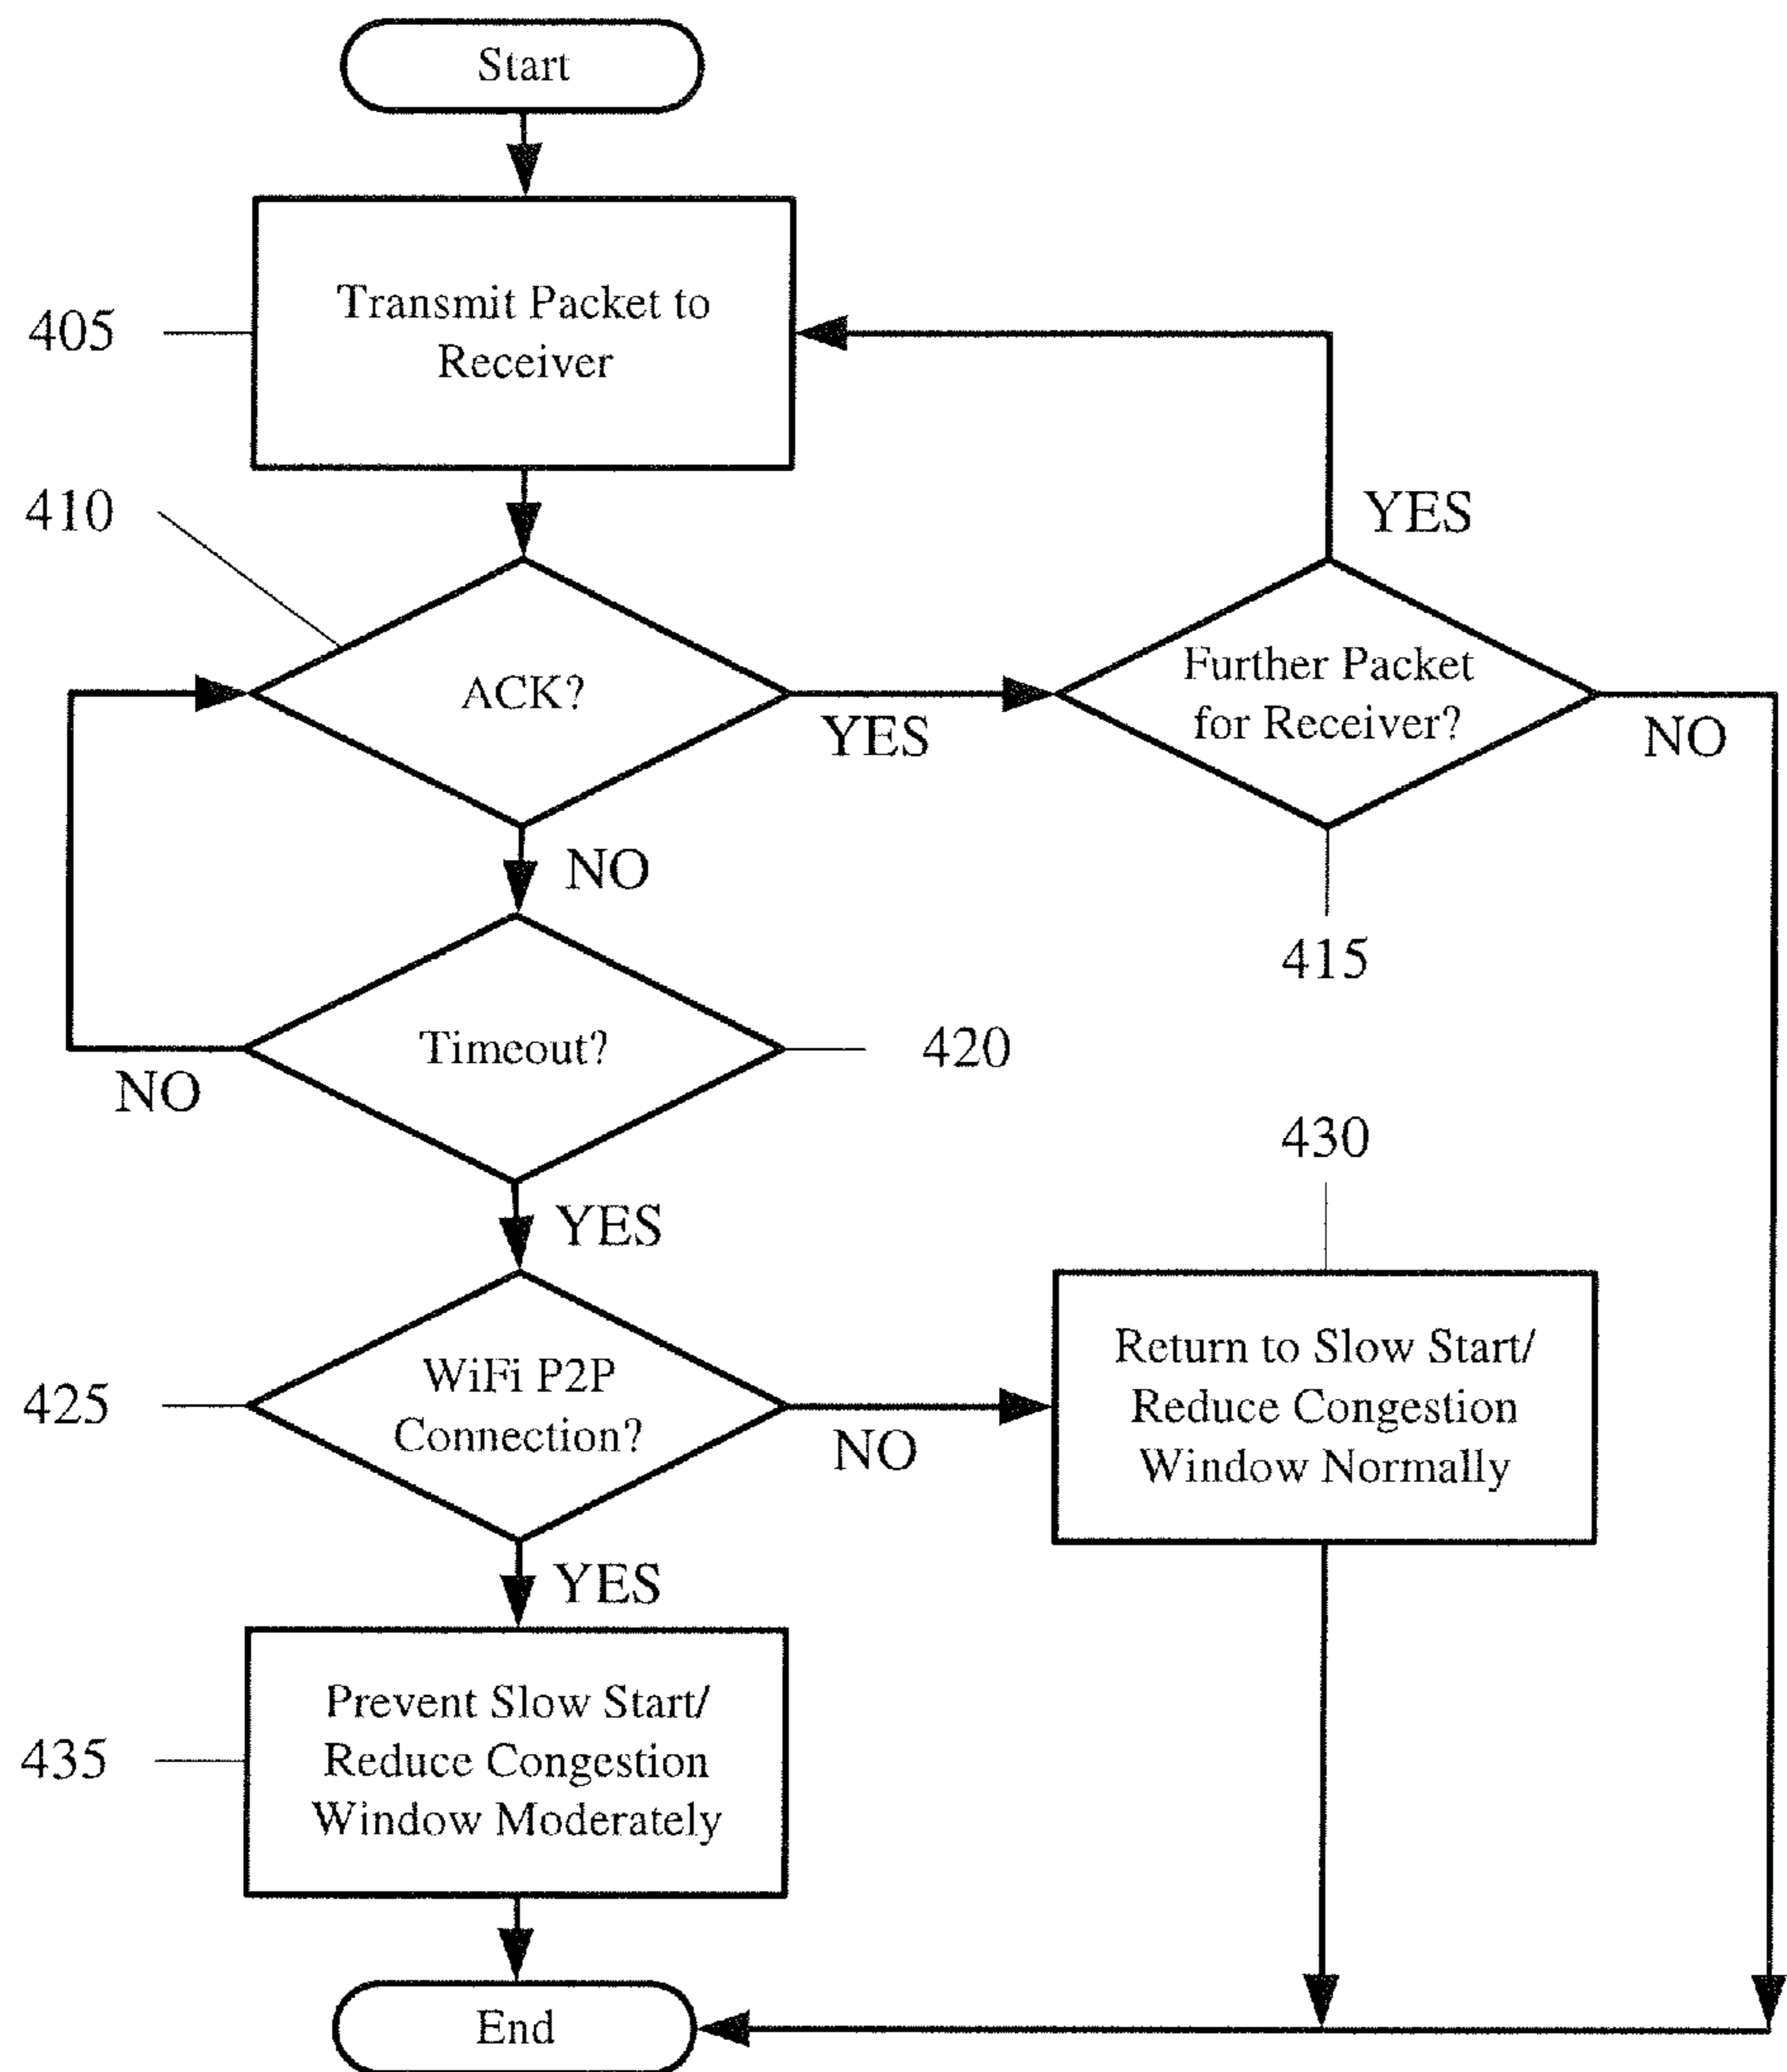 Start
405
Transmit Packet to
Receiver
410
YES
ACK?
YES
Further Packet
for Receiver?
NO
NO
415
Timeout?
420
NO
430
YES
425
WiFi P2P
Connection?
NO
Return to Slow Start/
Reduce Congestion
Window Normally
YES
435
Prevent Slow Start/
Reduce Congestion
Window Moderately
End